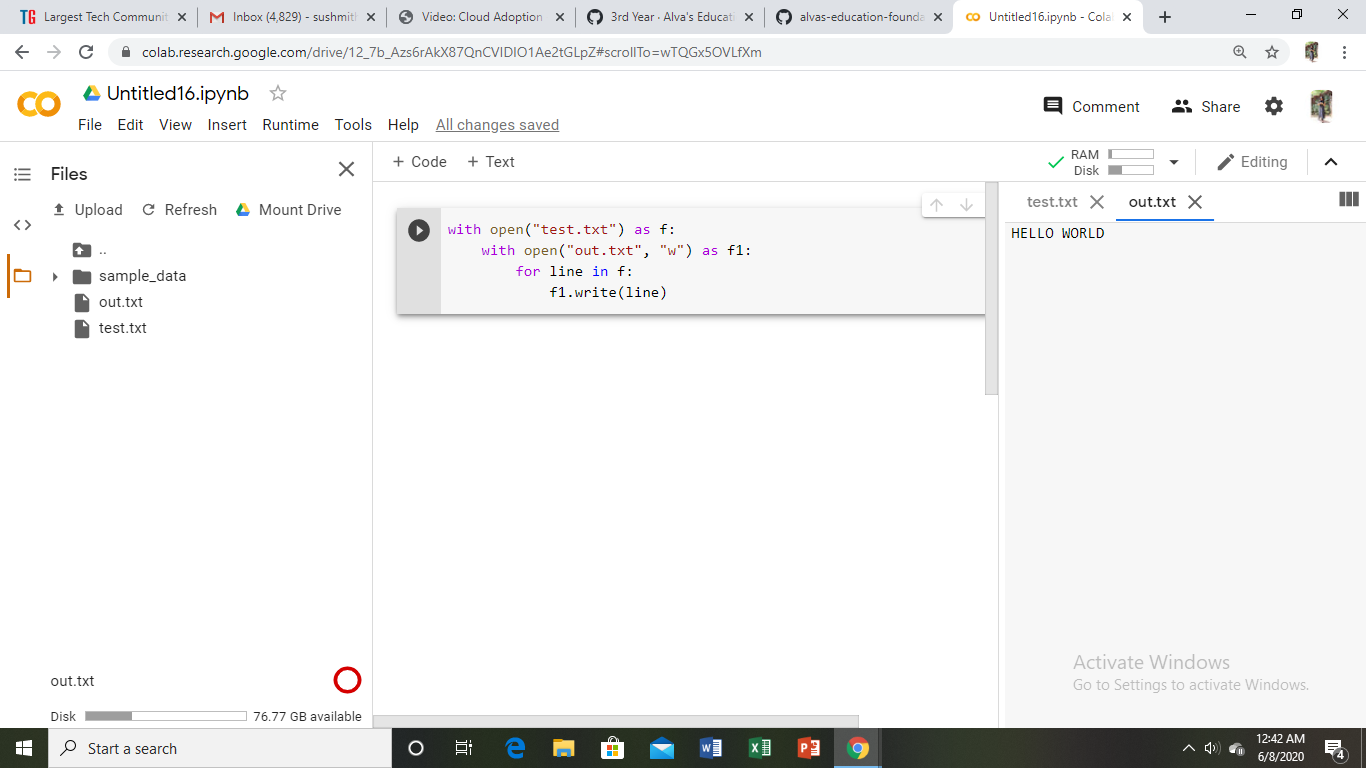 Largest Tech Communit
Inbox (4,829) - sushmith
Video: Cloud Adoption
3rd Year · Alva's Educati
alvas-education-founda
Untitled16.ipynb - Cola
colab.research.google.com/drive/12_7b_Azs6rAkX87QnCVIDIO1Ae2tGLpZ#scrollTo=wTQGx5OVLfXm
Untitled16.ipynb
Comment
Share
File Edit View Insert Runtime Tools Help All changes saved
Files
+ Code + Text
RAM
Disk
Editing
Upload Refresh Mount Drive
..
sample_data
out.txt
test.txt
with open("test.txt") as f:
with open("out.txt", "w") as f1:
for line in f:
f1.write(line)
test.txt out.txt
HELLO WORLD
Activate Windows
Go to Settings to activate Windows.
out.txt
Disk 76.77 GB available
Start a search
12:42 AM
6/8/2020
4